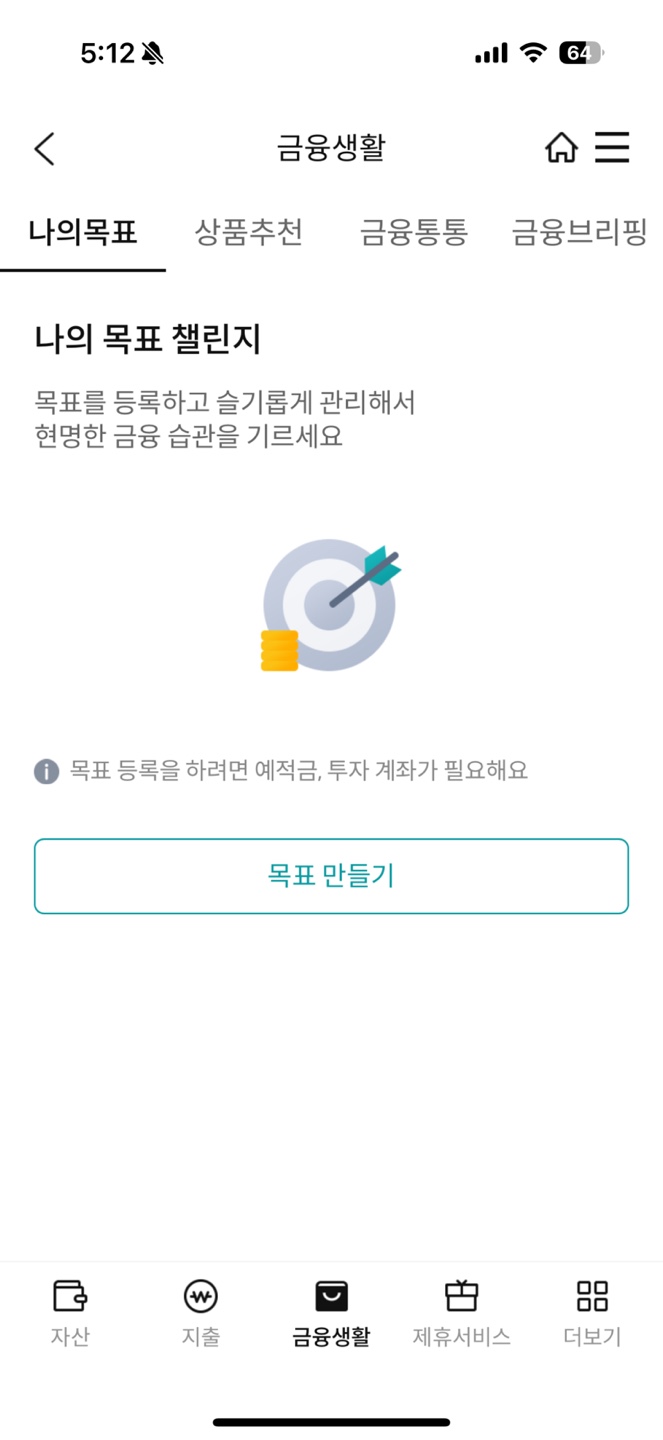 5:12
64
금융생활
나의목표 상품추천 금융통통 금융브리핑
나의 목표 챌린지
목표를 등록하고 슬기롭게 관리해서
현명한 금융 습관을 기르세요
목표 등록을 하려면 예적금, 투자 계좌가 필요해요
목표 만들기
자산 지출 금융생활 제휴서비스 더보기